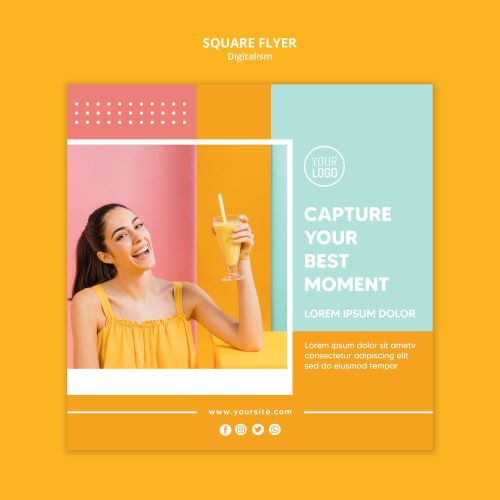 SQUARE FLYER
Digitalism
YOUR
LOGO
CAPTURE
YOUR
BEST
MOMENT
LOREM IPSUM DOLOR
Lorem ipsum dolor sit ametv
consectetur adipiscing elit
sed do eiusmod tempor
www.yoursite.com